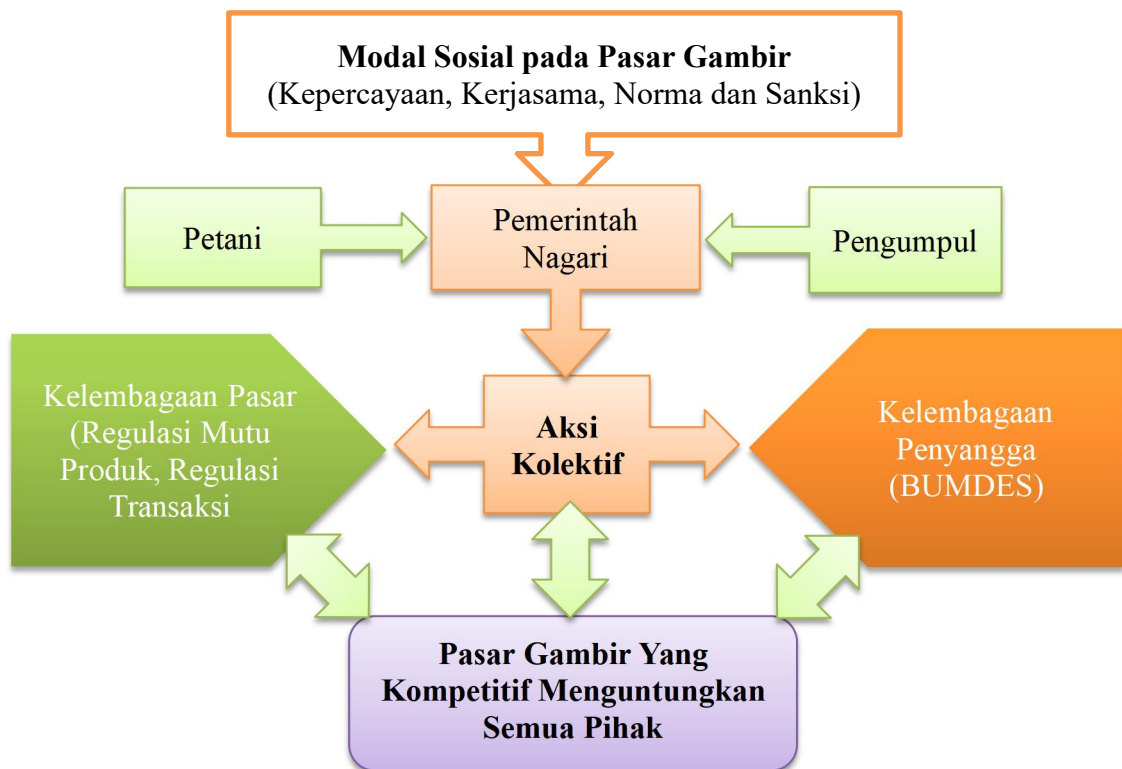 Modal Sosial pada Pasar Gambir
(Kepercayaan, Kerjasama, Norma dan Sanksi)
Petani
Pemerintah
Nagari
Pengumpul
Kelembagaan Pasar
(Regulasi Mutu
Produk, Regulasi
Transaksi
Aksi
Kolektif
Kelembagaan
Penyangga
(BUMDES)
Pasar Gambir Yang
Kompetitif Menguntungkan
Semua Pihak